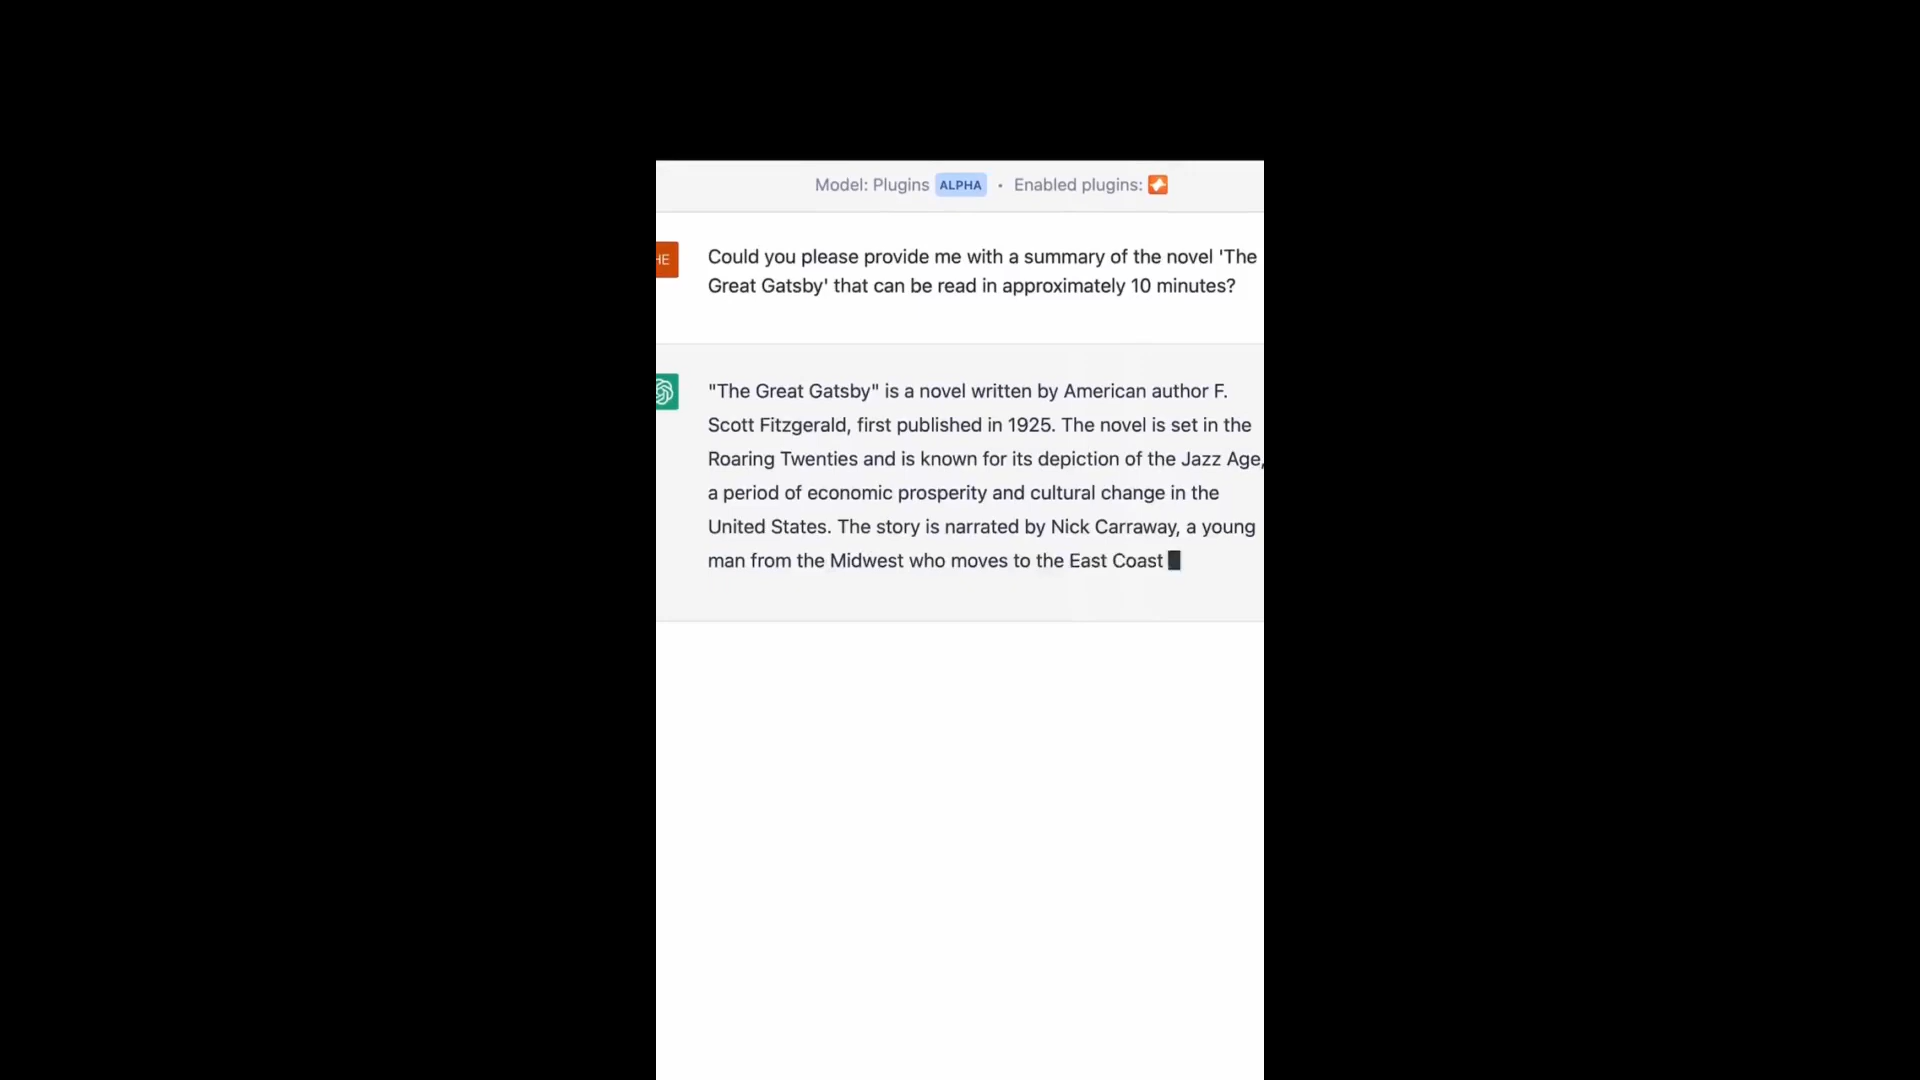 Model: Plugins ALPHA • Enabled plugins:
HE
Could you please provide me with a summary of the novel 'The
Great Gatsby' that can be read in approximately 10 minutes?
"The Great Gatsby" is a novel written by American author F.
Scott Fitzgerald, first published in 1925. The novel is set in the
Roaring Twenties and is known for its depiction of the Jazz Age,
a period of economic prosperity and cultural change in the
United States. The story is narrated by Nick Carraway, a young
man from the Midwest who moves to the East Coast